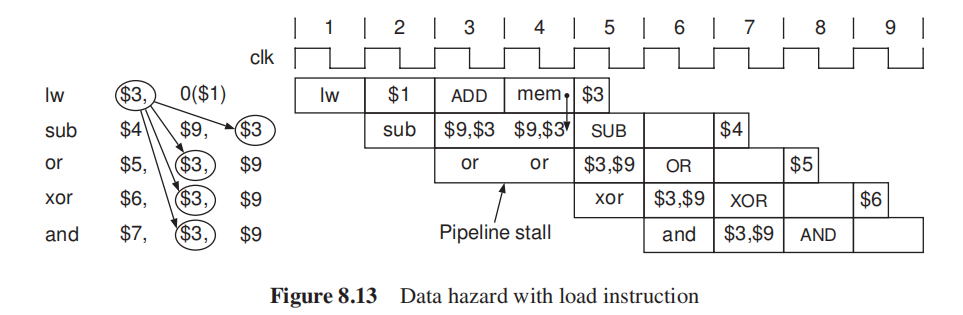 1 2 3 4 5 6 7 8 9
clk
lw $3, 0($1) lw $1 ADD mem $3
sub $4 $9, $3 sub $9,$3 $9,$3 SUB $4
or $5, $3, $9 or or $3,$9 OR $5
xor $6, $3, $9 xor $3,$9 XOR $6
and $7, $3, $9 Pipeline stall and $3,$9 AND
Figure 8.13 Data hazard with load instruction